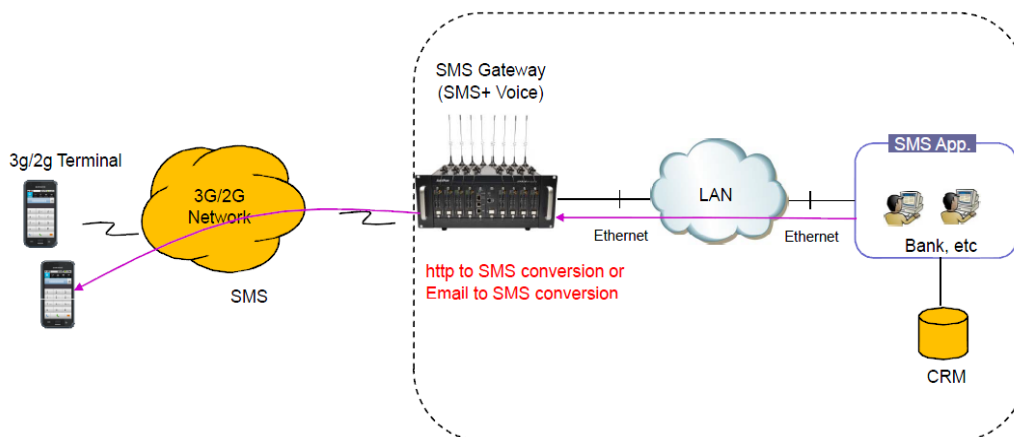 SMS Gateway
(SMS+ Voice)
3g/2g Terminal
3G/2G
Network
SMS
http to SMS conversion or
Email to SMS conversion
Ethernet
LAN
Ethernet
SMS App.
Bank, etc
CRM